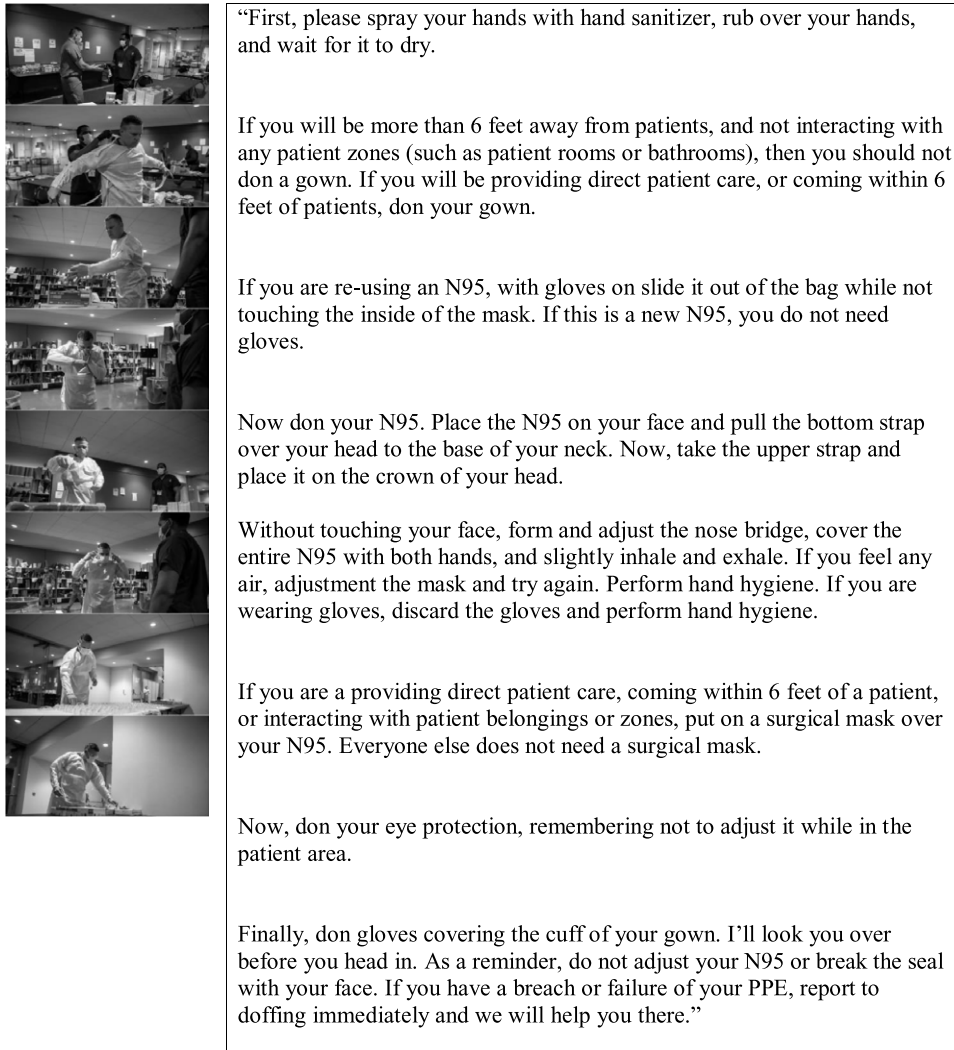 “First, please spray your hands with hand sanitizer, rub over your hands,
and wait for it to dry.
If you will be more than 6 feet away from patients, and not interacting with
any patient zones (such as patient rooms or bathrooms), then you should not
don a gown. If you will be providing direct patient care, or coming within 6
feet of patients, don your gown.
If you are re-using an N95, with gloves on slide it out of the bag while not
touching the inside of the mask. If this is a new N95, you do not need
gloves.
Now don your N95. Place the N95 on your face and pull the bottom strap
over your head to the base of your neck. Now, take the upper strap and
place it on the crown of your head.
Without touching your face, form and adjust the nose bridge, cover the
entire N95 with both hands, and slightly inhale and exhale. If you feel any
air, adjustment the mask and try again. Perform hand hygiene. If you are
wearing gloves, discard the gloves and perform hand hygiene.
If you are a providing direct patient care, coming within 6 feet of a patient,
or interacting with patient belongings or zones, put on a surgical mask over
your N95. Everyone else does not need a surgical mask.
Now, don your eye protection, remembering not to adjust it while in the
patient area.
Finally, don gloves covering the cuff of your gown. I’ll look you over
before you head in. As a reminder, do not adjust your N95 or break the seal
with your face. If you have a breach or failure of your PPE, report to
doffing immediately and we will help you there.”